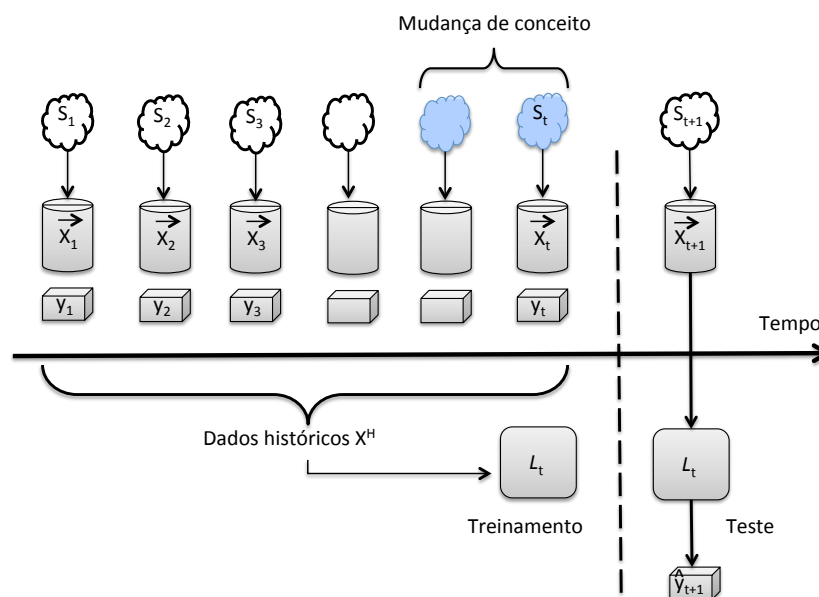 Mudança de conceito
S1 S2 S3 St St+1
X1 X2 X3 Xt Xt+1
y1 y2 y3 yt
Tempo
Dados históricos X^H
Lt Lt
Treinamento Teste
ŷt+1